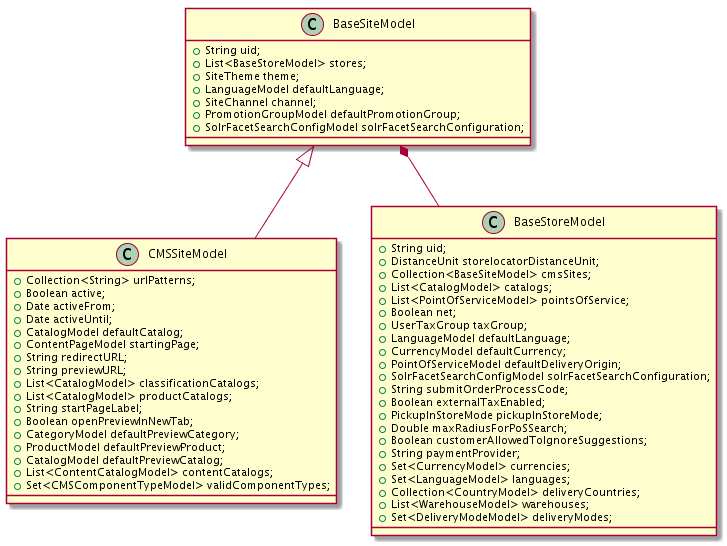 C BaseSiteModel
String uid;
List<BaseStoreModel> stores;
SiteTheme theme;
LanguageModel defaultLanguage;
SiteChannel channel;
PromotionGroupModel defaultPromotionGroup;
SolrFacetSearchConfigModel solrFacetSearchConfiguration;
C CMSSiteModel
Collection<String> urlPatterns;
Boolean active;
Date activeFrom;
Date activeUntil;
CatalogModel defaultCatalog;
ContentPageModel startingPage;
String redirectURL;
String previewURL;
List<CatalogModel> classificationCatalogs;
List<CatalogModel> productCatalogs;
String startPageLabel;
Boolean openPreviewInNewTab;
CategoryModel defaultPreviewCategory;
ProductModel defaultPreviewProduct;
CatalogModel defaultPreviewCatalog;
List<ContentCatalogModel> contentCatalogs;
Set<CMSComponentTypeModel> validComponentTypes;
C BaseStoreModel
String uid;
DistanceUnit storelocatorDistanceUnit;
Collection<BaseSiteModel> cmsSites;
List<CatalogModel> catalogs;
List<PointOfServiceModel> pointsOfService;
Boolean net;
UserTaxGroup taxGroup;
LanguageModel defaultLanguage;
CurrencyModel defaultCurrency;
PointOfServiceModel defaultDeliveryOrigin;
SolrFacetSearchConfigModel solrFacetSearchConfiguration;
String submitOrderProcessCode;
Boolean externalTaxEnabled;
PickupInStoreMode pickupInStoreMode;
Double maxRadiusForPoSSearch;
Boolean customerAllowedToIgnoreSuggestions;
String paymentProvider;
Set<CurrencyModel> currencies;
Set<LanguageModel> languages;
Collection<CountryModel> deliveryCountries;
List<WarehouseModel> warehouses;
Set<DeliveryModeModel> deliveryModes;